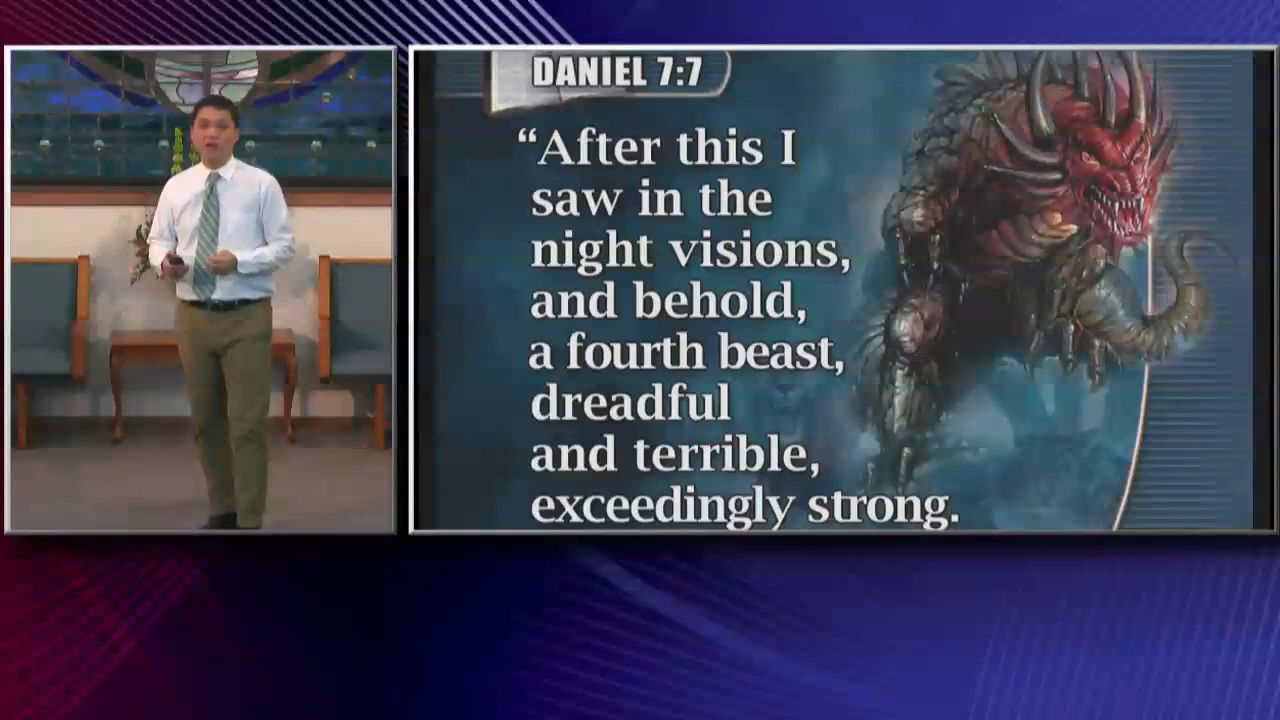 DANIEL 7:7
“After this I
saw in the
night visions,
and behold,
a fourth beast,
dreadful
and terrible,
exceedingly strong.